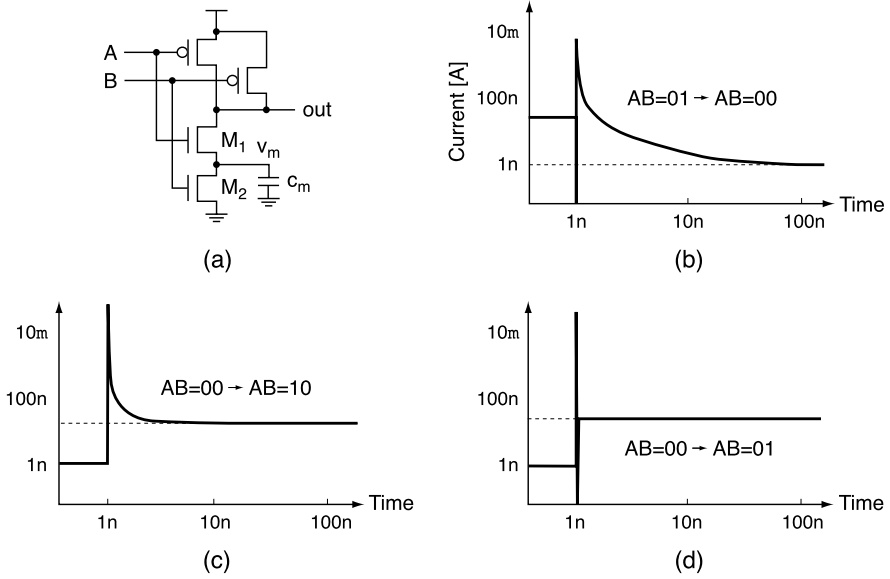 A
B
out
M1 vm
M2
cm
(a)
Current [A]
10m
100n
1n
AB=01 → AB=00
1n
10n
100n
Time
(b)
10m
100n
1n
AB=00 → AB=10
1n
10n
100n
Time
(c)
10m
100n
1n
AB=00 → AB=01
1n
10n
100n
Time
(d)